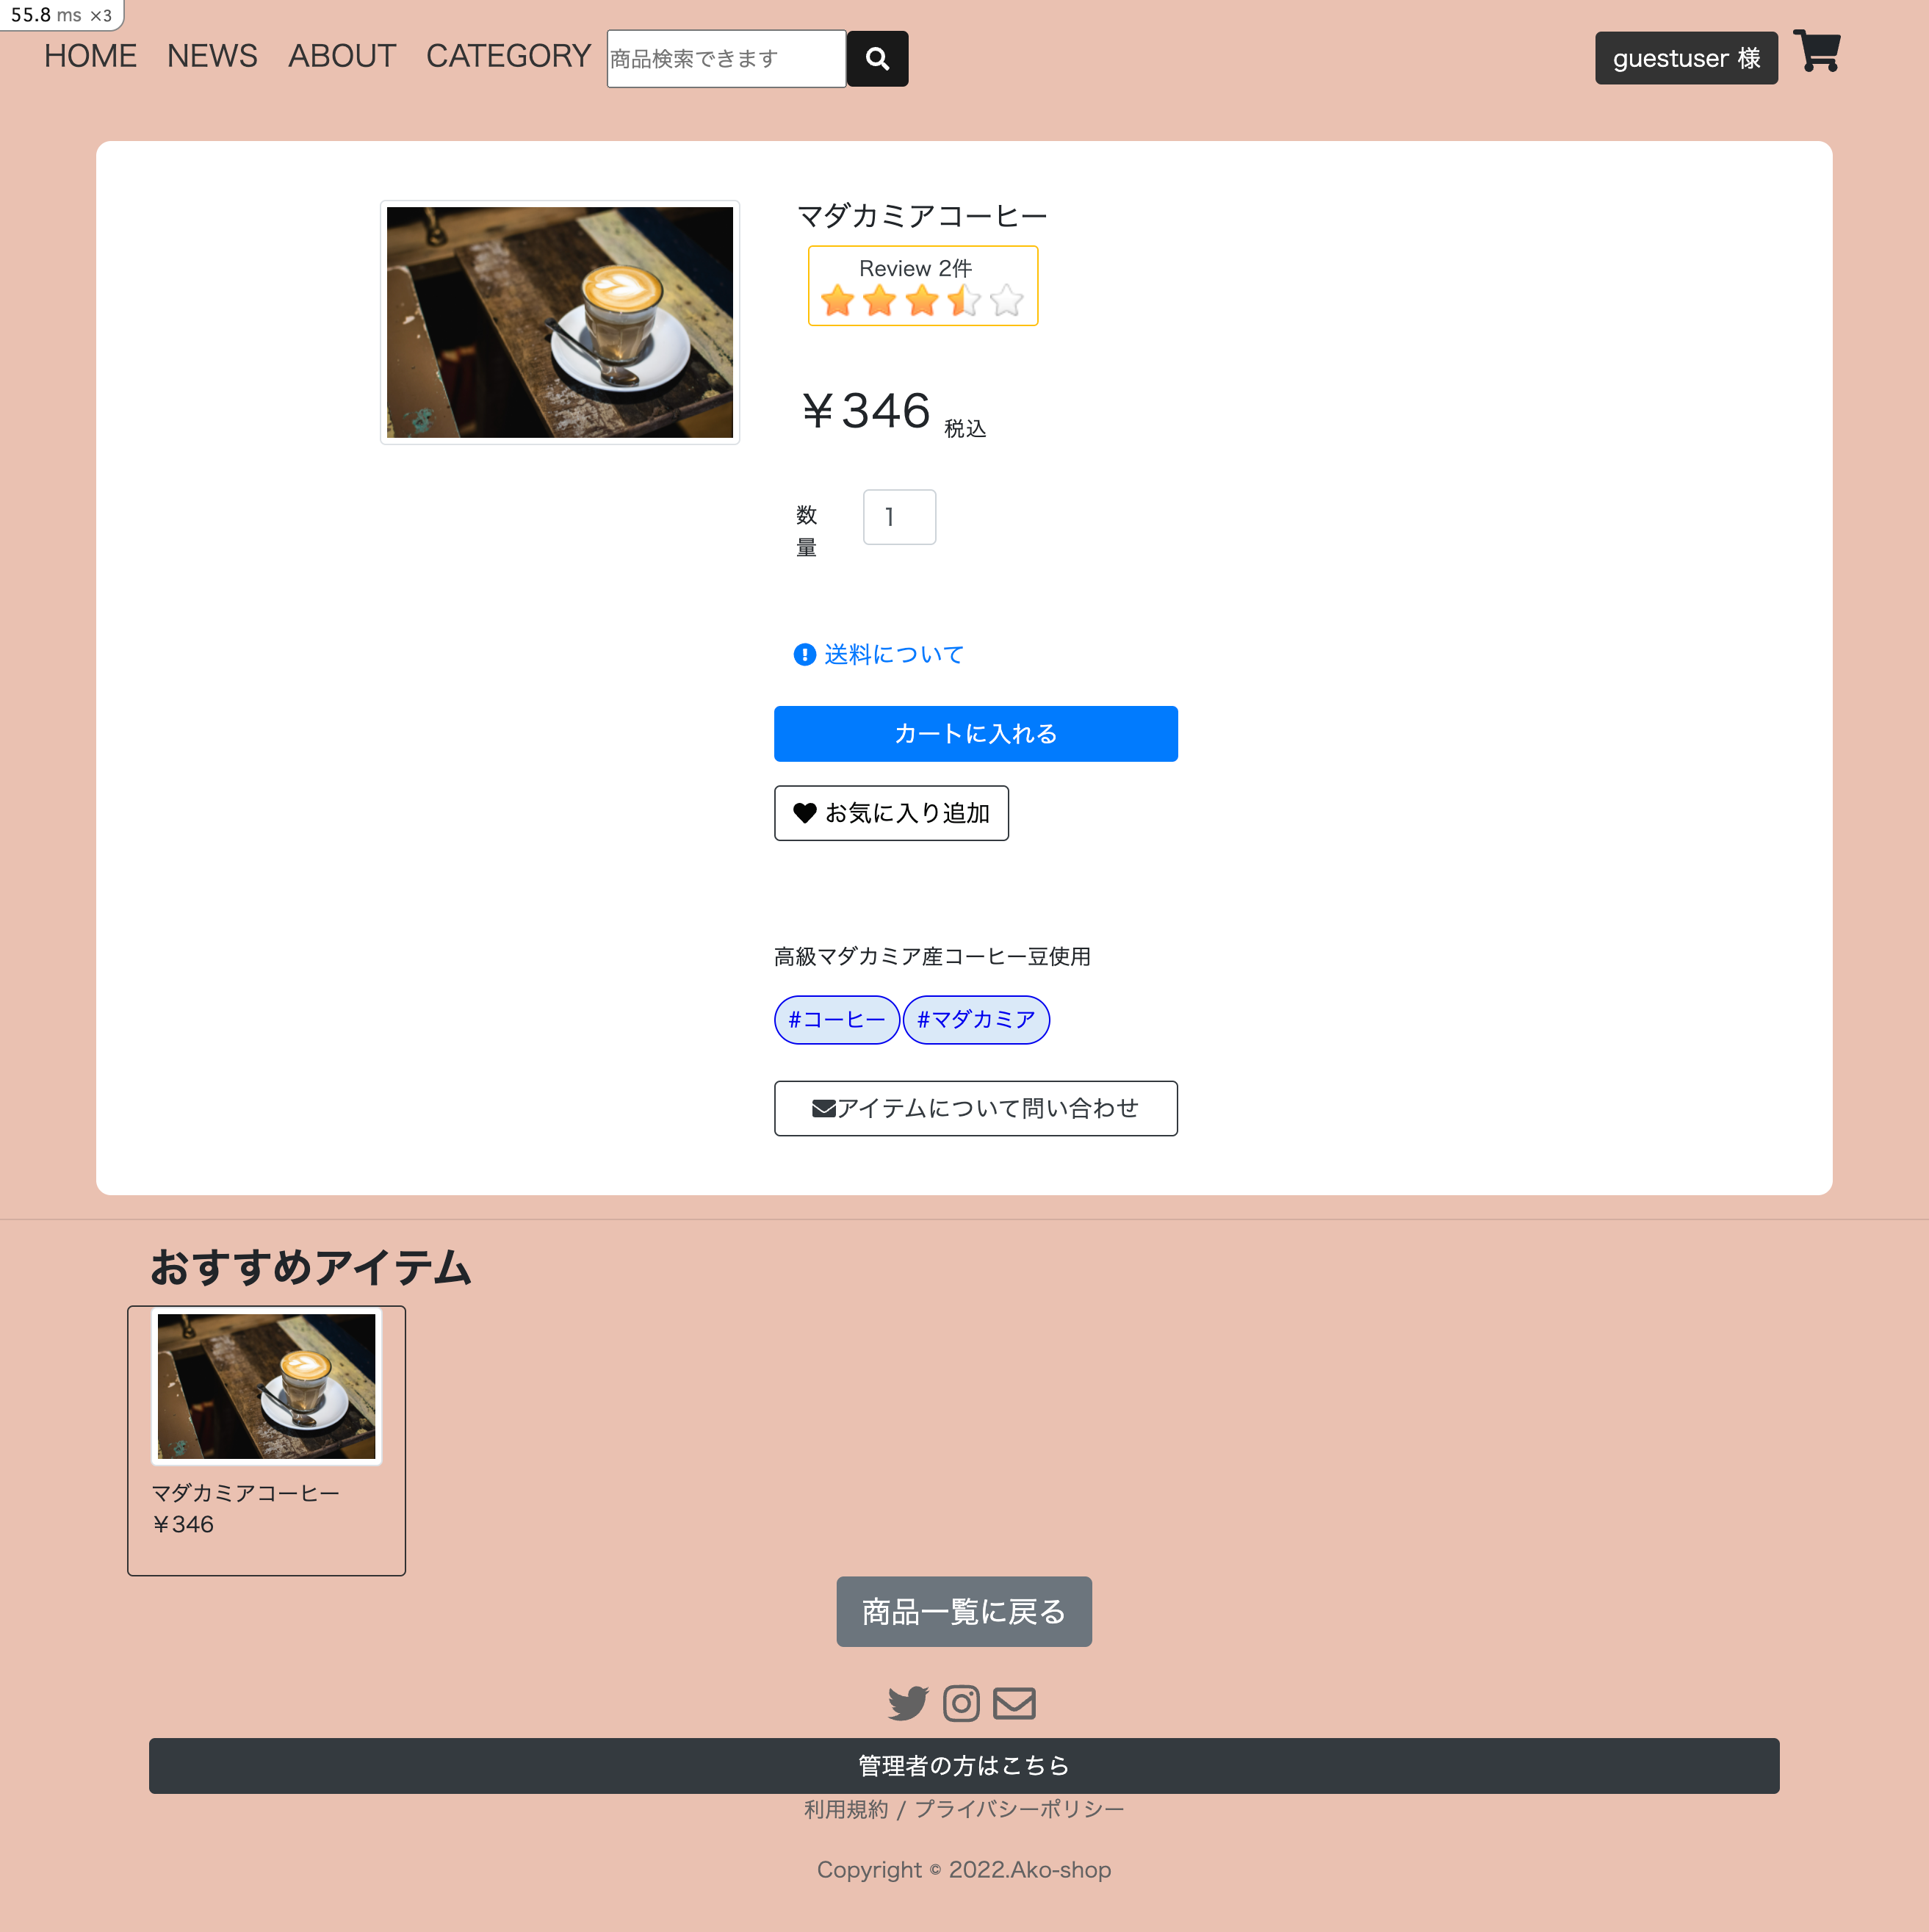 55.8 ms ×3
HOME NEWS ABOUT CATEGORY 商品検索できます guestuser 様
マダカミアコーヒー
Review 2件
￥346 税込
数
量
1
送料について
カートに入れる
お気に入り追加
高級マダカミア産コーヒー豆使用
#コーヒー #マダカミア
アイテムについて問い合わせ
おすすめアイテム
マダカミアコーヒー
￥346
商品一覧に戻る
管理者の方はこちら
利用規約 / プライバシーポリシー
Copyright © 2022.Ako-shop